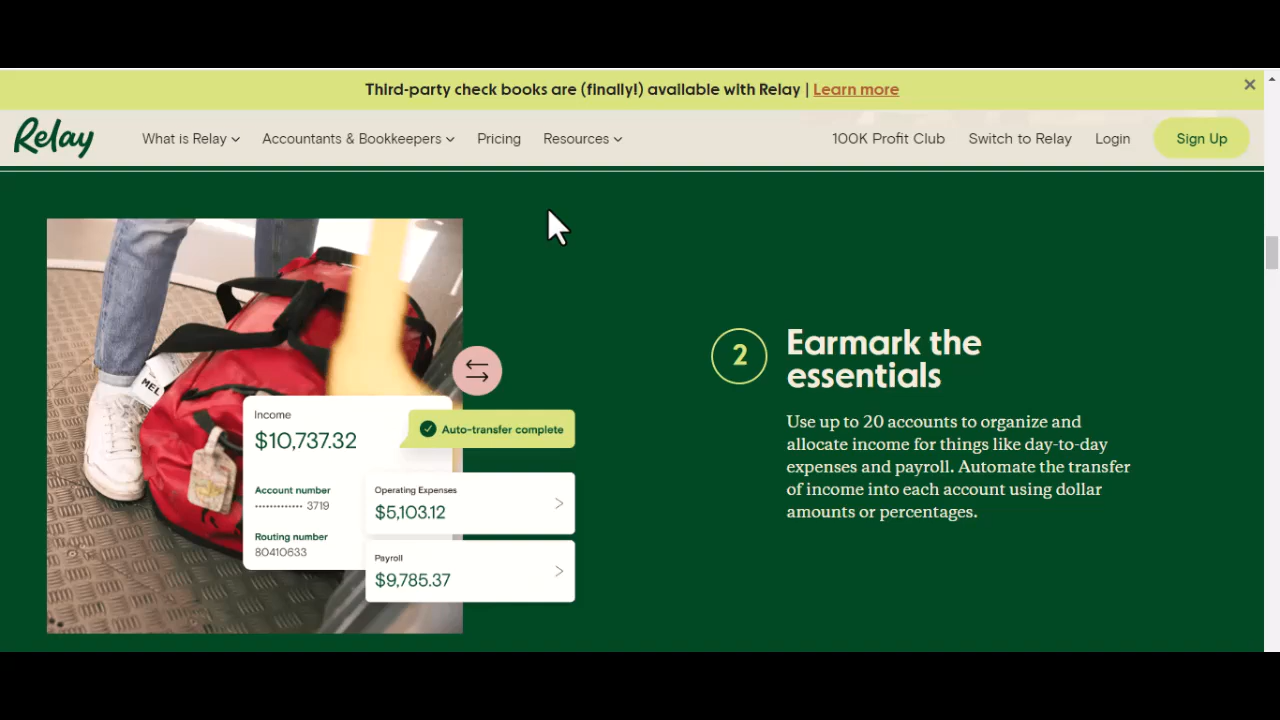 Third-party check books are (finally!) available with Relay | Learn more
Relay What is Relay Accountants & Bookkeepers Pricing Resources 100K Profit Club Switch to Relay Login Sign Up
MEL
Income
$10,737.32
Auto-transfer complete
Account number
············· 3719
Routing number
80410633
Operating Expenses
$5,103.12
Payroll
$9,785.37
2
Earmark the
essentials
Use up to 20 accounts to organize and
allocate income for things like day-to-day
expenses and payroll. Automate the transfer
of income into each account using dollar
amounts or percentages.